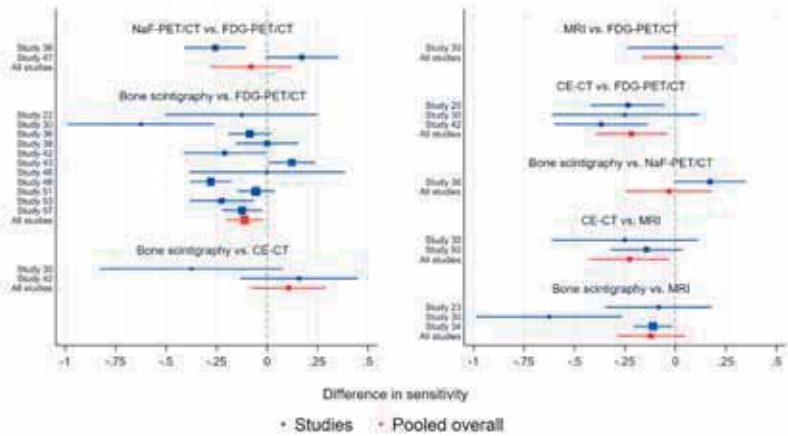 NaF-PET/CT vs. FDG-PET/CT
Study 36
Study 47
All studies
Bone scintigraphy vs. FDG-PET/CT
Study 22
Study 30
Study 36
Study 39
Study 42
Study 43
Study 48
Study 49
Study 51
Study 53
Study 57
All studies
Bone scintigraphy vs. CE-CT
Study 30
Study 42
All studies
-1 -.75 -.5 -.25 0 .25 .5
MRI vs. FDG-PET/CT
Study 30
All studies
CE-CT vs. FDG-PET/CT
Study 25
Study 30
Study 42
All studies
Bone scintigraphy vs. NaF-PET/CT
Study 36
All studies
CE-CT vs. MRI
Study 30
Study 50
All studies
Bone scintigraphy vs. MRI
Study 23
Study 30
Study 34
All studies
-1 -.75 -.5 -.25 0 .25 .5
Difference in sensitivity
Studies Pooled overall